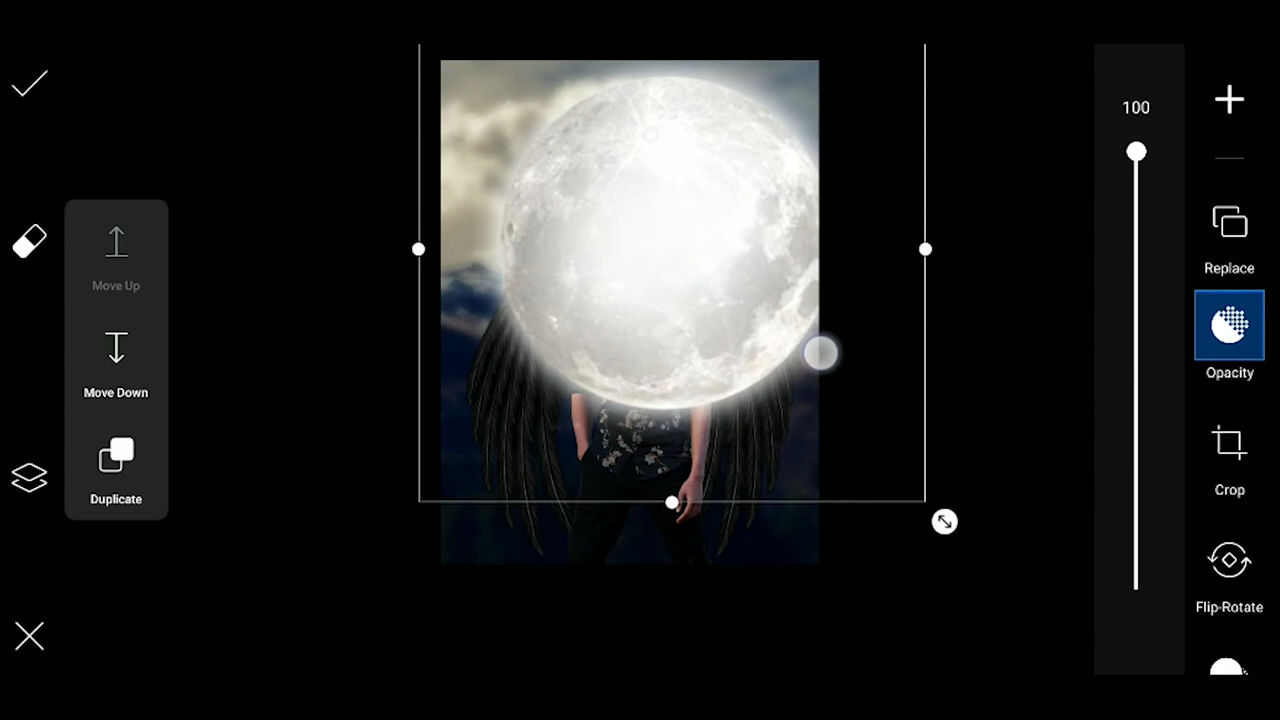 100
Move Up
Replace
Opacity
Move Down
Crop
Duplicate
Flip-Rotate